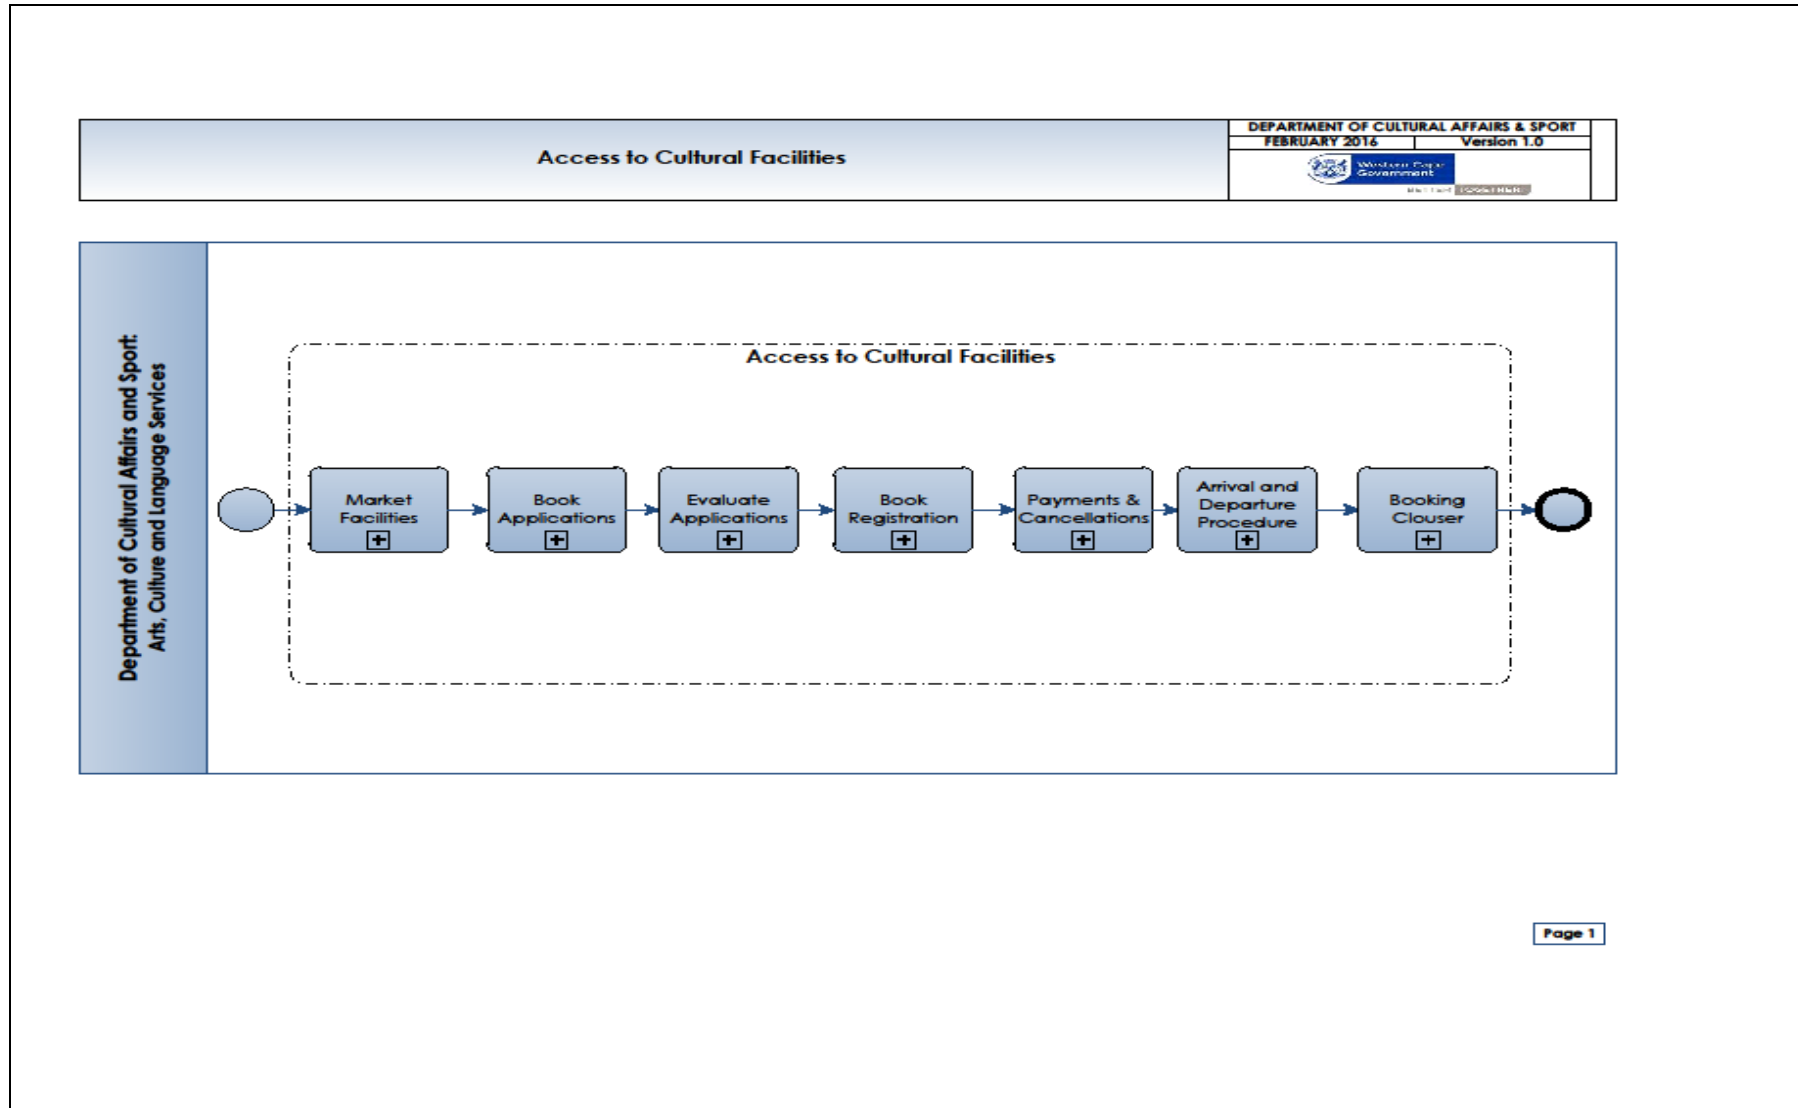 Access to Cultural Facilities
DEPARTMENT OF CULTURAL AFFAIRS & SPORT
FEBRUARY 2016
Version 1.0
Western Cape
Government
BETTER TOGETHER.
Department of Cultural Affairs and Sport:
Arts, Culture and Language Services
Access to Cultural Facilities
Market
Facilities
Book
Applications
Evaluate
Applications
Book
Registration
Payments &
Cancellations
Arrival and
Departure
Procedure
Booking
Clouser
Page 1